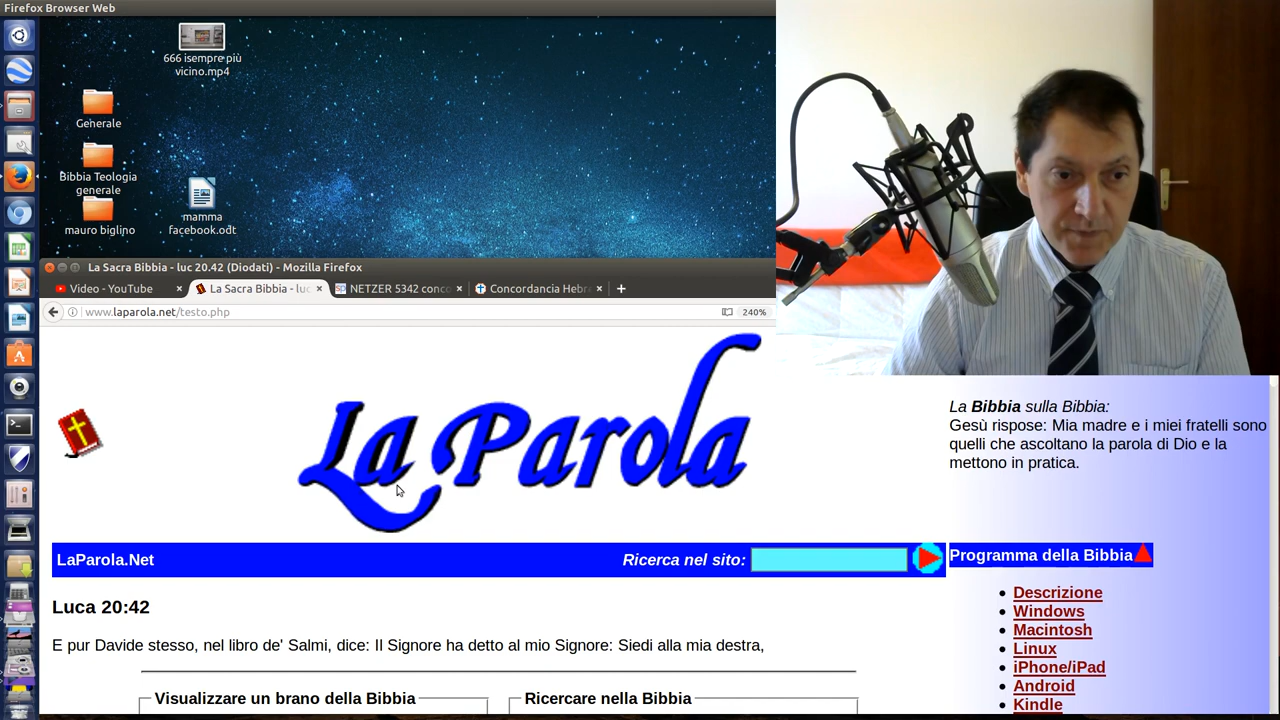 Firefox Browser Web
666 isempre più
vicino.mp4
Generale
Bibbia Teologia
generale
mauro biglino
mamma
facebook.odt
La Sacra Bibbia - luc 20.42 (Diodati) - Mozilla Firefox
Video - YouTube
La Sacra Bibbia - luc
NETZER 5342 conco
Concordancia Hebre
www.laparola.net/testo.php
240%
La Parola
La Bibbia sulla Bibbia:
Gesù rispose: Mia madre e i miei fratelli sono
quelli che ascoltano la parola di Dio e la
mettono in pratica.
LaParola.Net
Ricerca nel sito:
Programma della Bibbia
Descrizione
Windows
Macintosh
Linux
iPhone/iPad
Android
Kindle
Luca 20:42
E pur Davide stesso, nel libro de' Salmi, dice: Il Signore ha detto al mio Signore: Siedi alla mia destra,
Visualizzare un brano della Bibbia
Ricercare nella Bibbia